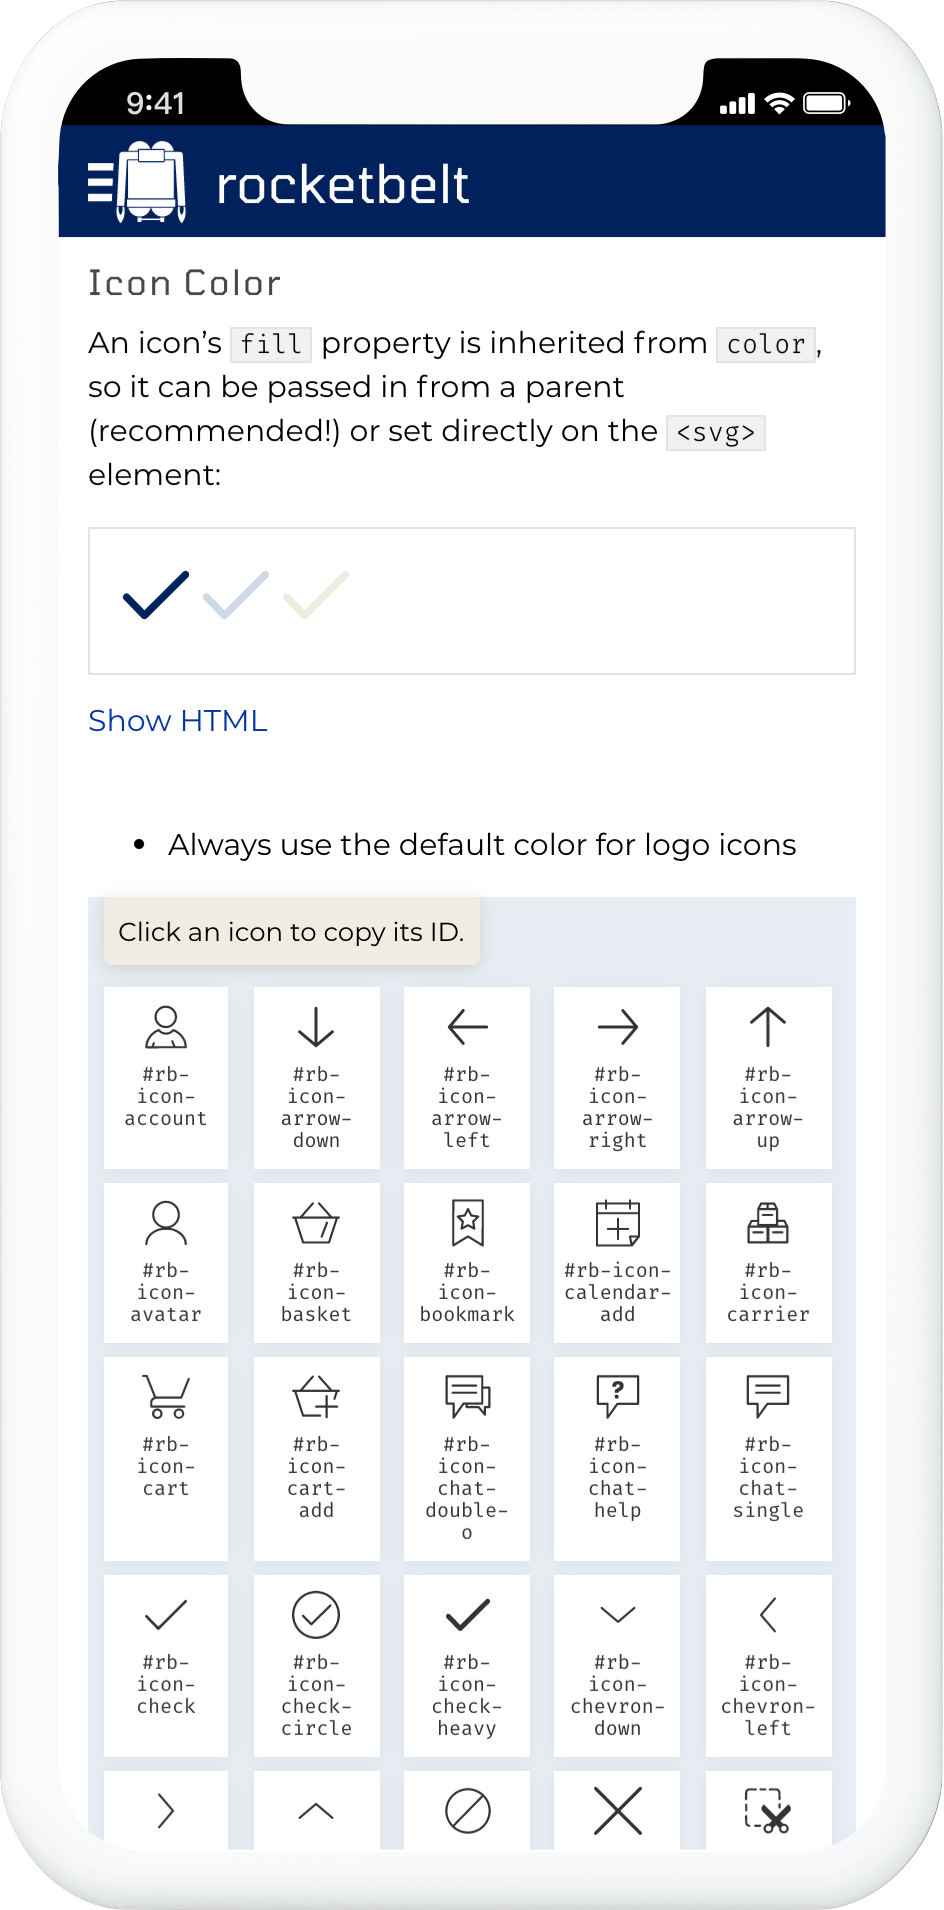 9:41
rocketbelt
Icon Color
An icon’s fill property is inherited from color,
so it can be passed in from a parent
(recommended!) or set directly on the <svg>
element:
Show HTML
• Always use the default color for logo icons
Click an icon to copy its ID.
#rb-
icon-
account
#rb-
icon-
arrow-
down
#rb-
icon-
arrow-
left
#rb-
icon-
arrow-
right
#rb-
icon-
arrow-
up
#rb-
icon-
avatar
#rb-
icon-
basket
#rb-
icon-
bookmark
#rb-icon-
calendar-
add
#rb-
icon-
carrier
#rb-
icon-
cart
#rb-
icon-
cart-
add
#rb-
icon-
chat-
double-
o
#rb-
icon-
chat-
help
#rb-
icon-
chat-
single
#rb-
icon-
check
#rb-
icon-
check-
circle
#rb-
icon-
check-
heavy
#rb-
icon-
chevron-
down
#rb-
icon-
chevron-
left